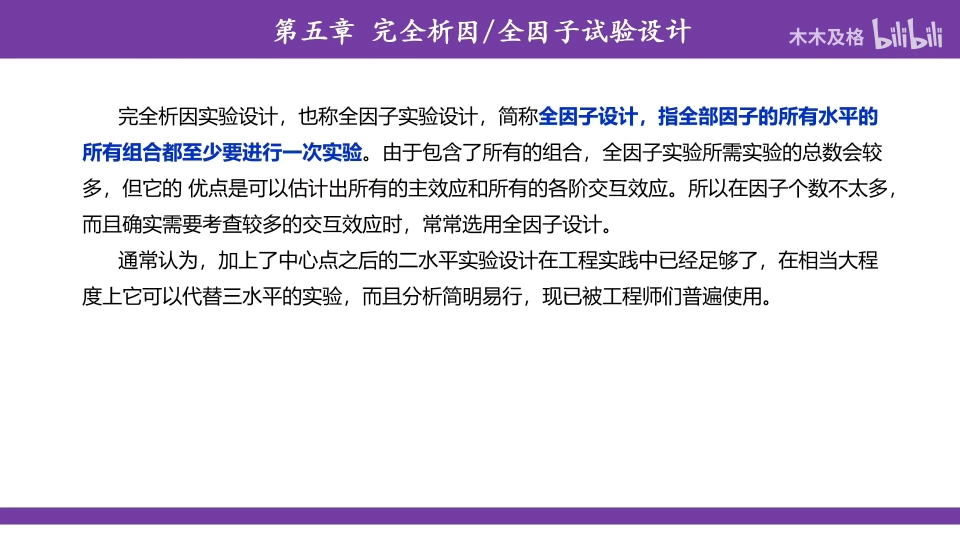 第五章 完全析因/全因子试验设计
木木及格 bilibili
完全析因实验设计，也称全因子实验设计，简称全因子设计，指全部因子的所有水平的
所有组合都至少要进行一次实验。由于包含了所有的组合，全因子实验所需实验的总数会较
多，但它的 优点是可以估计出所有的主效应和所有的各阶交互效应。所以在因子个数不太多，
而且确实需要考查较多的交互效应时，常常选用全因子设计。
通常认为，加上了中心点之后的二水平实验设计在工程实践中已经足够了，在相当大程
度上它可以代替三水平的实验，而且分析简明易行，现已被工程师们普遍使用。